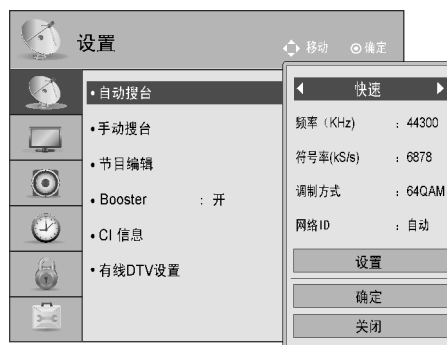 设置
移动 ◎确定
• 自动搜台
• 手动搜台
• 节目编辑
• Booster : 开
• CI 信息
• 有线DTV设置
快速
频率（KHz） : 44300
符号率(kS/s) : 6878
调制方式 : 64QAM
网络ID : 自动
设置
确定
关闭